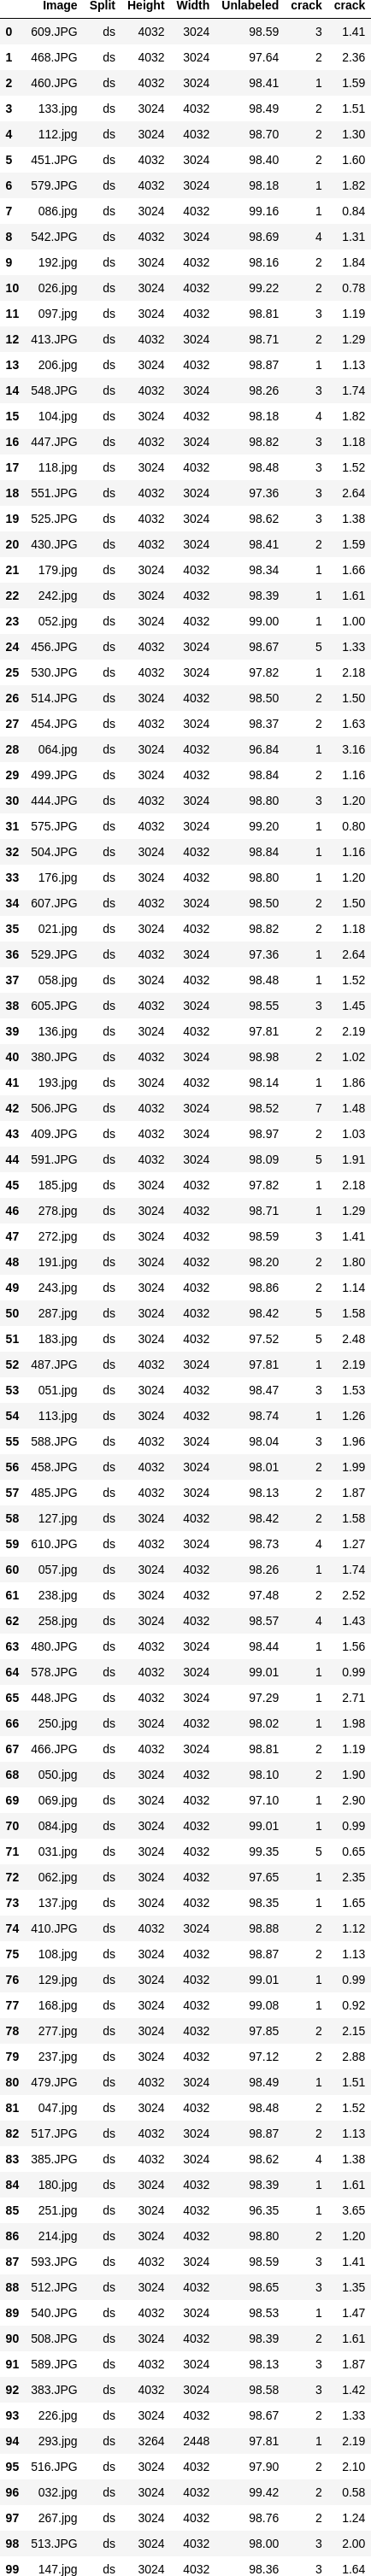 Image Split Height Width Unlabeled crack crack
0 609.JPG ds 4032 3024 98.59 3 1.41
1 468.JPG ds 4032 3024 97.64 2 2.36
2 460.JPG ds 4032 3024 98.41 1 1.59
3 133.jpg ds 3024 4032 98.49 2 1.51
4 112.jpg ds 3024 4032 98.70 2 1.30
5 451.JPG ds 4032 3024 98.40 2 1.60
6 579.JPG ds 3024 4032 98.18 1 1.82
7 086.jpg ds 3024 4032 99.16 1 0.84
8 542.JPG ds 4032 3024 98.69 4 1.31
9 192.jpg ds 3024 4032 98.16 2 1.84
10 026.jpg ds 3024 4032 99.22 2 0.78
11 097.jpg ds 3024 4032 98.81 3 1.19
12 413.JPG ds 4032 3024 98.71 2 1.29
13 206.jpg ds 3024 4032 98.87 1 1.13
14 548.JPG ds 4032 3024 98.26 3 1.74
15 104.jpg ds 3024 4032 98.18 4 1.82
16 447.JPG ds 4032 3024 98.82 3 1.18
17 118.jpg ds 3024 4032 98.48 3 1.52
18 551.JPG ds 4032 3024 97.36 3 2.64
19 525.JPG ds 4032 3024 98.62 3 1.38
20 430.JPG ds 4032 3024 98.41 2 1.59
21 179.jpg ds 3024 4032 98.34 1 1.66
22 242.jpg ds 3024 4032 98.39 1 1.61
23 052.jpg ds 3024 4032 99.00 1 1.00
24 456.JPG ds 4032 3024 98.67 5 1.33
25 530.JPG ds 4032 3024 97.82 1 2.18
26 514.JPG ds 4032 3024 98.50 2 1.50
27 454.JPG ds 4032 3024 98.37 2 1.63
28 064.jpg ds 3024 4032 96.84 1 3.16
29 499.JPG ds 4032 3024 98.84 2 1.16
30 444.JPG ds 4032 3024 98.80 3 1.20
31 575.JPG ds 4032 3024 99.20 1 0.80
32 504.JPG ds 4032 3024 98.84 1 1.16
33 176.jpg ds 3024 4032 98.80 1 1.20
34 607.JPG ds 4032 3024 98.50 2 1.50
35 021.jpg ds 3024 4032 98.82 2 1.18
36 529.JPG ds 4032 3024 97.36 1 2.64
37 058.jpg ds 3024 4032 98.48 1 1.52
38 605.JPG ds 4032 3024 98.55 3 1.45
39 136.jpg ds 3024 4032 97.81 2 2.19
40 380.JPG ds 4032 3024 98.98 2 1.02
41 193.jpg ds 3024 4032 98.14 1 1.86
42 506.JPG ds 4032 3024 98.52 7 1.48
43 409.JPG ds 4032 3024 98.97 2 1.03
44 591.JPG ds 4032 3024 98.09 5 1.91
45 185.jpg ds 3024 4032 97.82 1 2.18
46 278.jpg ds 3024 4032 98.71 1 1.29
47 272.jpg ds 3024 4032 98.59 3 1.41
48 191.jpg ds 3024 4032 98.20 2 1.80
49 243.jpg ds 3024 4032 98.86 2 1.14
50 287.jpg ds 3024 4032 98.42 5 1.58
51 183.jpg ds 3024 4032 97.52 5 2.48
52 487.JPG ds 4032 3024 97.81 1 2.19
53 051.jpg ds 3024 4032 98.47 3 1.53
54 113.jpg ds 3024 4032 98.74 1 1.26
55 588.JPG ds 4032 3024 98.04 3 1.96
56 458.JPG ds 4032 3024 98.01 2 1.99
57 485.JPG ds 4032 3024 98.13 2 1.87
58 127.jpg ds 3024 4032 98.42 2 1.58
59 610.JPG ds 4032 3024 98.73 4 1.27
60 057.jpg ds 3024 4032 98.26 1 1.74
61 238.jpg ds 3024 4032 97.48 2 2.52
62 258.jpg ds 3024 4032 98.57 4 1.43
63 480.JPG ds 4032 3024 98.44 1 1.56
64 578.JPG ds 4032 3024 99.01 1 0.99
65 448.JPG ds 4032 3024 97.29 1 2.71
66 250.jpg ds 3024 4032 98.02 1 1.98
67 466.JPG ds 4032 3024 98.81 2 1.19
68 050.jpg ds 3024 4032 98.10 2 1.90
69 069.jpg ds 3024 4032 97.10 1 2.90
70 084.jpg ds 3024 4032 99.01 1 0.99
71 031.jpg ds 3024 4032 99.35 5 0.65
72 062.jpg ds 3024 4032 97.65 1 2.35
73 137.jpg ds 3024 4032 98.35 1 1.65
74 410.JPG ds 4032 3024 98.88 2 1.12
75 108.jpg ds 3024 4032 98.87 2 1.13
76 129.jpg ds 3024 4032 99.01 1 0.99
77 168.jpg ds 3024 4032 99.08 1 0.92
78 277.jpg ds 3024 4032 97.85 2 2.15
79 237.jpg ds 3024 4032 97.12 2 2.88
80 479.JPG ds 4032 3024 98.49 1 1.51
81 047.jpg ds 3024 4032 98.48 2 1.52
82 517.JPG ds 4032 3024 98.87 2 1.13
83 385.JPG ds 4032 3024 98.62 4 1.38
84 180.jpg ds 3024 4032 98.39 1 1.61
85 251.jpg ds 3024 4032 96.35 1 3.65
86 214.jpg ds 3024 4032 98.80 2 1.20
87 593.JPG ds 4032 3024 98.59 3 1.41
88 512.JPG ds 3024 4032 98.65 3 1.35
89 540.JPG ds 4032 3024 98.53 1 1.47
90 508.JPG ds 3024 4032 98.39 2 1.61
91 589.JPG ds 4032 3024 98.13 3 1.87
92 383.JPG ds 4032 3024 98.58 3 1.42
93 226.jpg ds 3024 4032 98.67 2 1.33
94 293.jpg ds 3264 2448 97.81 1 2.19
95 516.JPG ds 3024 4032 97.90 2 2.10
96 032.jpg ds 3024 4032 99.42 2 0.58
97 267.jpg ds 3024 4032 98.76 2 1.24
98 513.JPG ds 3024 4032 98.00 3 2.00
99 147.jpg ds 3024 4032 98.36 3 1.64